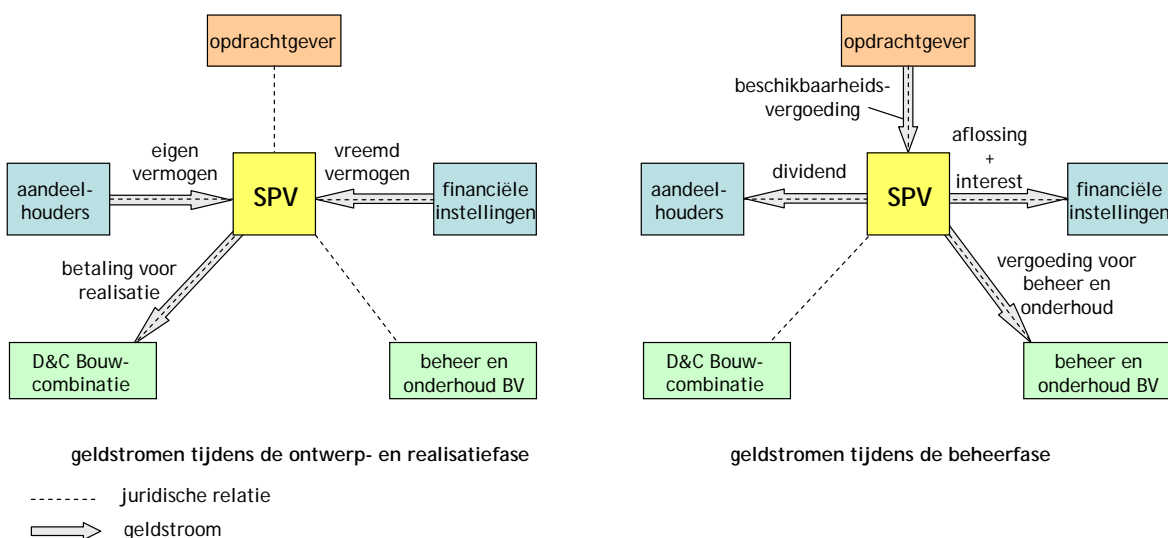 opdrachtgever
eigen
vermogen
vreemd
vermogen
aandeel-
houders
SPV
financiële
instellingen
betaling voor
realisatie
D&C Bouw-
combinatie
beheer en
onderhoud BV
geldstromen tijdens de ontwerp- en realisatiefase
opdrachtgever
beschikbaarheids-
vergoeding
aflossing
+
interest
dividend
aandeel-
houders
SPV
financiële
instellingen
vergoeding voor
beheer en
onderhoud
D&C Bouw-
combinatie
beheer en
onderhoud BV
geldstromen tijdens de beheerfase
juridische relatie
geldstroom